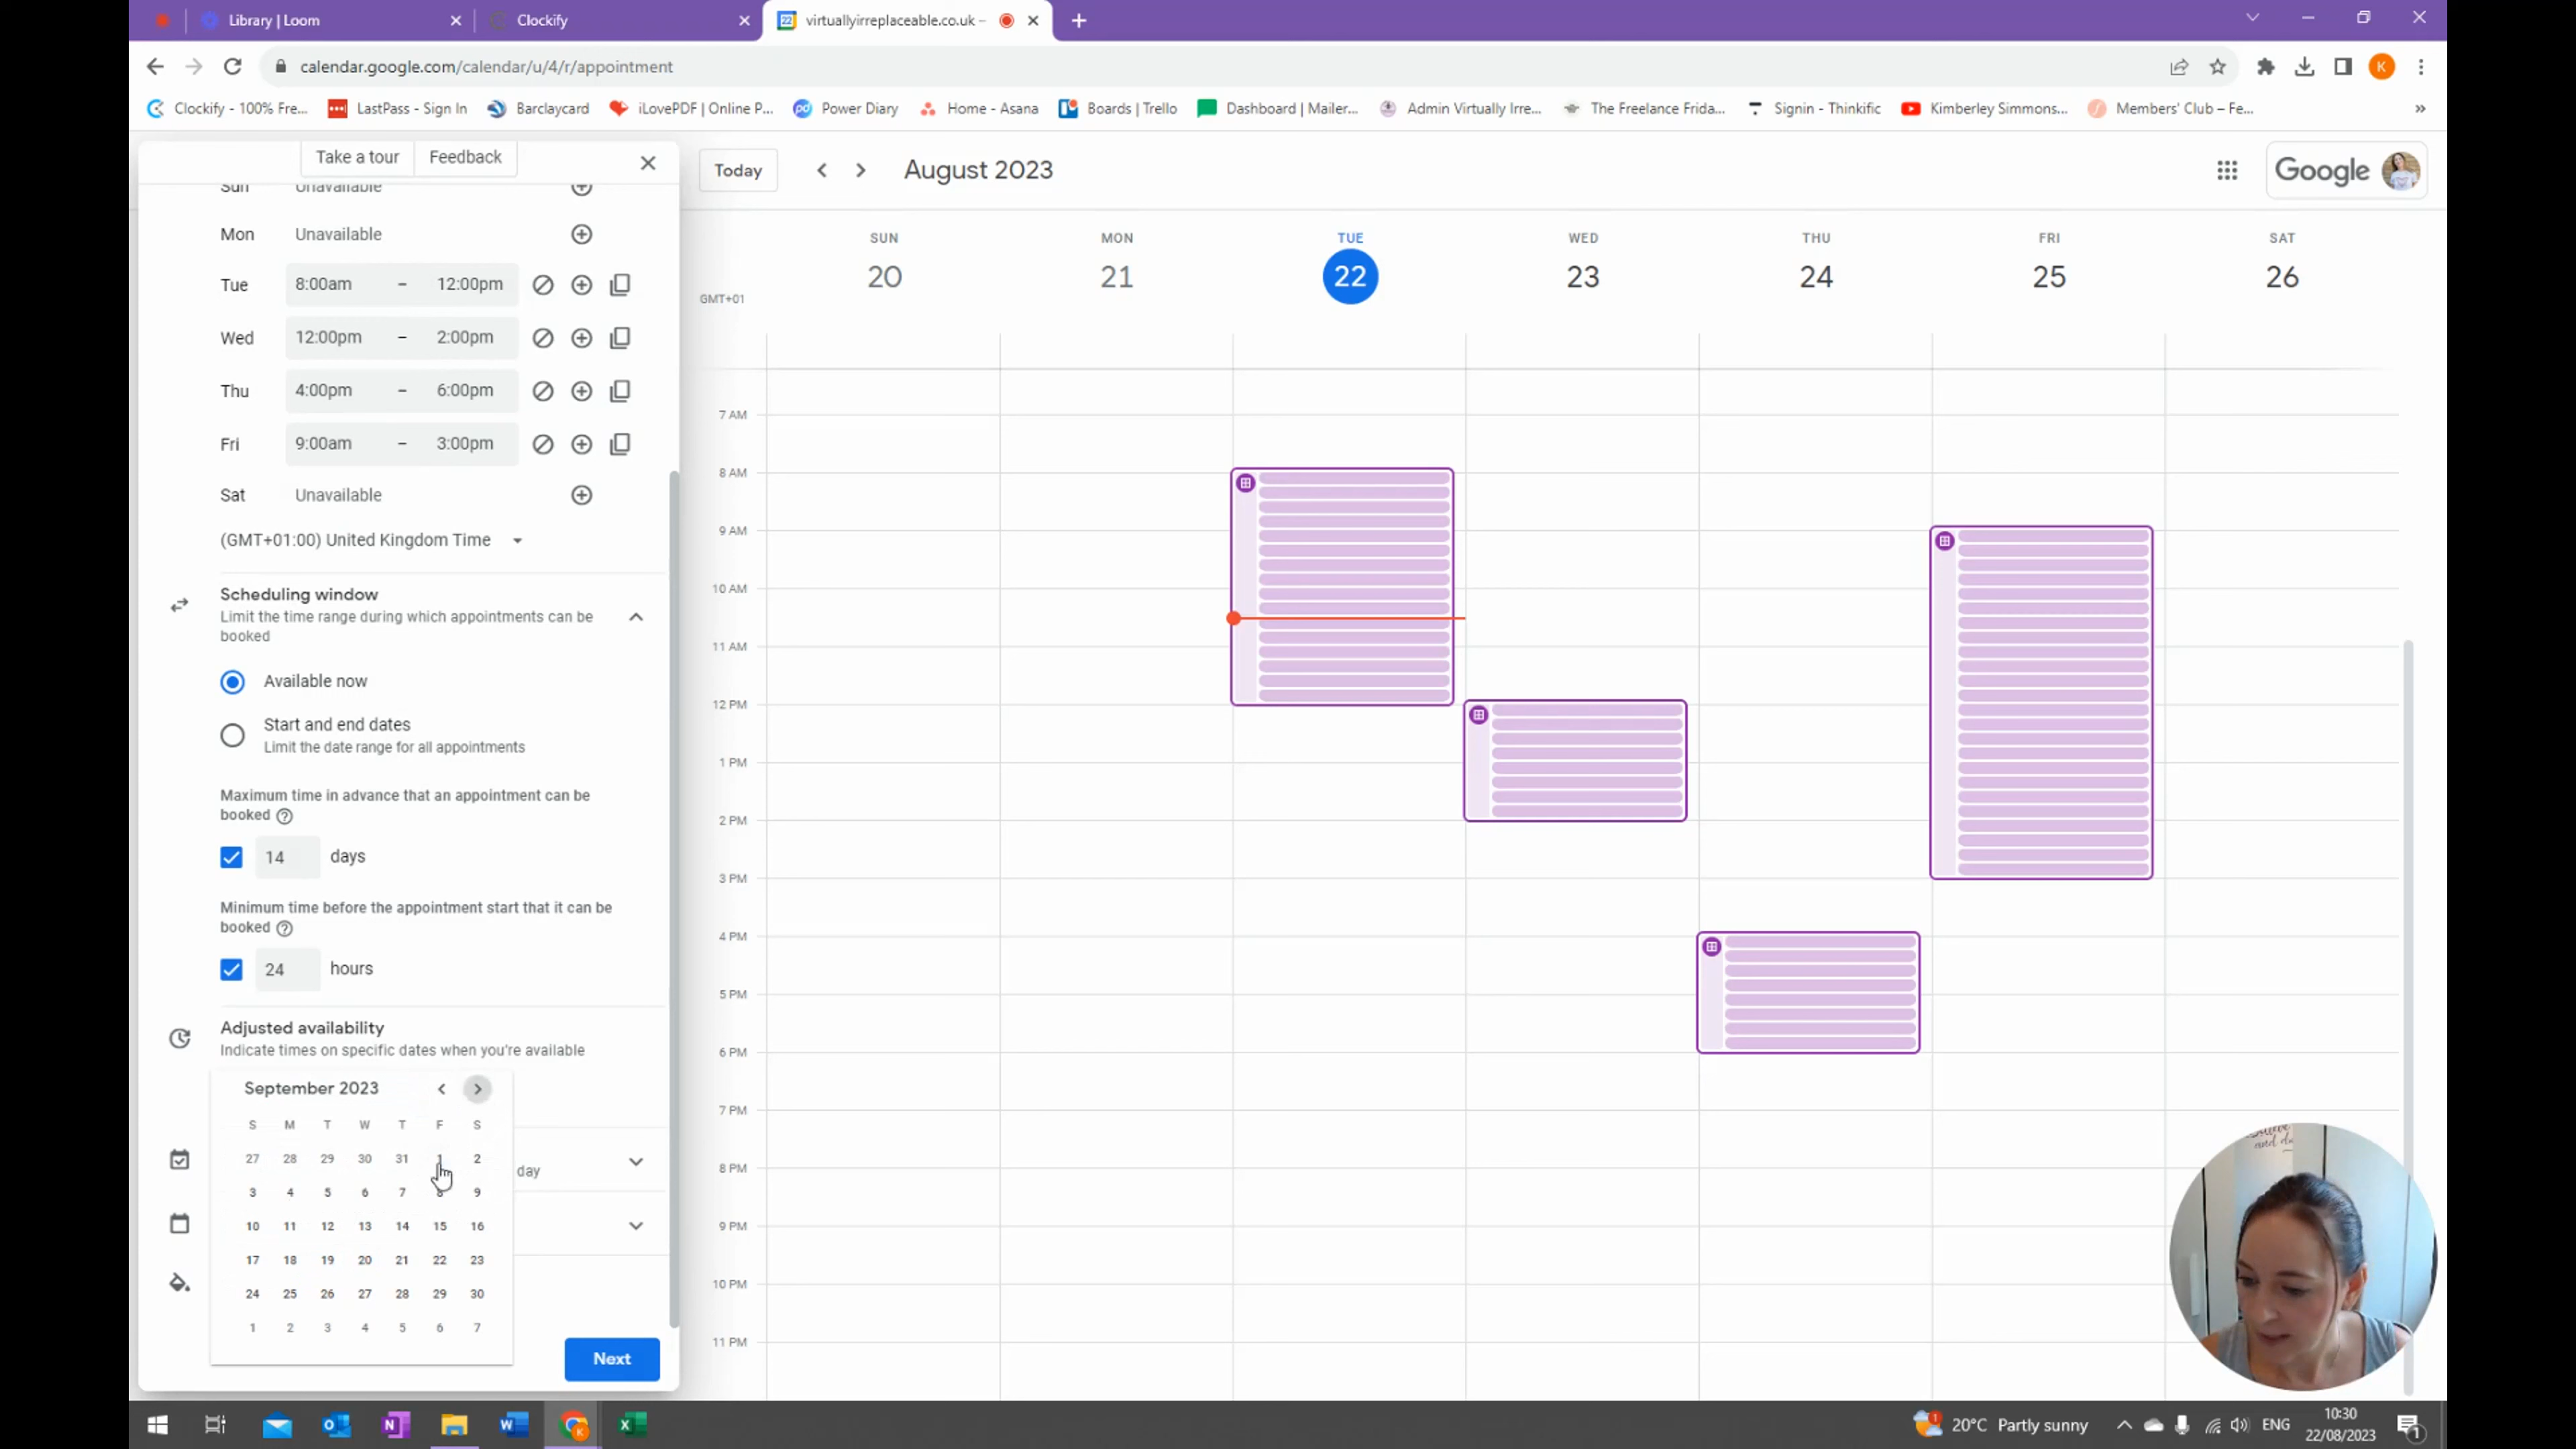 Library | Loom
Clockify
virtuallyirreplaceable.co.uk –
calendar.google.com/calendar/u/4/r/appointment
K
Clockify - 100% Fre...
LastPass - Sign In
Barclaycard
iLovePDF | Online P...
Power Diary
Home – Asana
Boards | Trello
Dashboard | Mailer...
Admin Virtually Irre...
The Freelance Frida...
Signin - Thinkific
Kimberley Simmons...
Members' Club – Fe...
»
Take a tour
Feedback
Today
August 2023
Google
Sun Unavailable
Mon Unavailable
Tue 8:00am – 12:00pm
Wed 12:00pm – 2:00pm
Thu 4:00pm – 6:00pm
Fri 9:00am – 3:00pm
Sat Unavailable
(GMT+01:00) United Kingdom Time
Scheduling window
Limit the time range during which appointments can be
booked
Available now
Start and end dates
Limit the date range for all appointments
Maximum time in advance that an appointment can be
booked
14 days
Minimum time before the appointment start that it can be
booked
24 hours
Adjusted availability
Indicate times on specific dates when you're available
September 2023
S M T W T F S
27 28 29 30 31 1 2
3 4 5 6 7 8 9
10 11 12 13 14 15 16
17 18 19 20 21 22 23
24 25 26 27 28 29 30
1 2 3 4 5 6 7
day
Next
SUN MON TUE WED THU FRI SAT
20 21 22 23 24 25 26
GMT+01
7 AM
8 AM
9 AM
10 AM
11 AM
12 PM
1 PM
2 PM
3 PM
4 PM
5 PM
6 PM
7 PM
8 PM
9 PM
10 PM
11 PM
20°C Partly sunny
ENG
10:30
22/08/2023